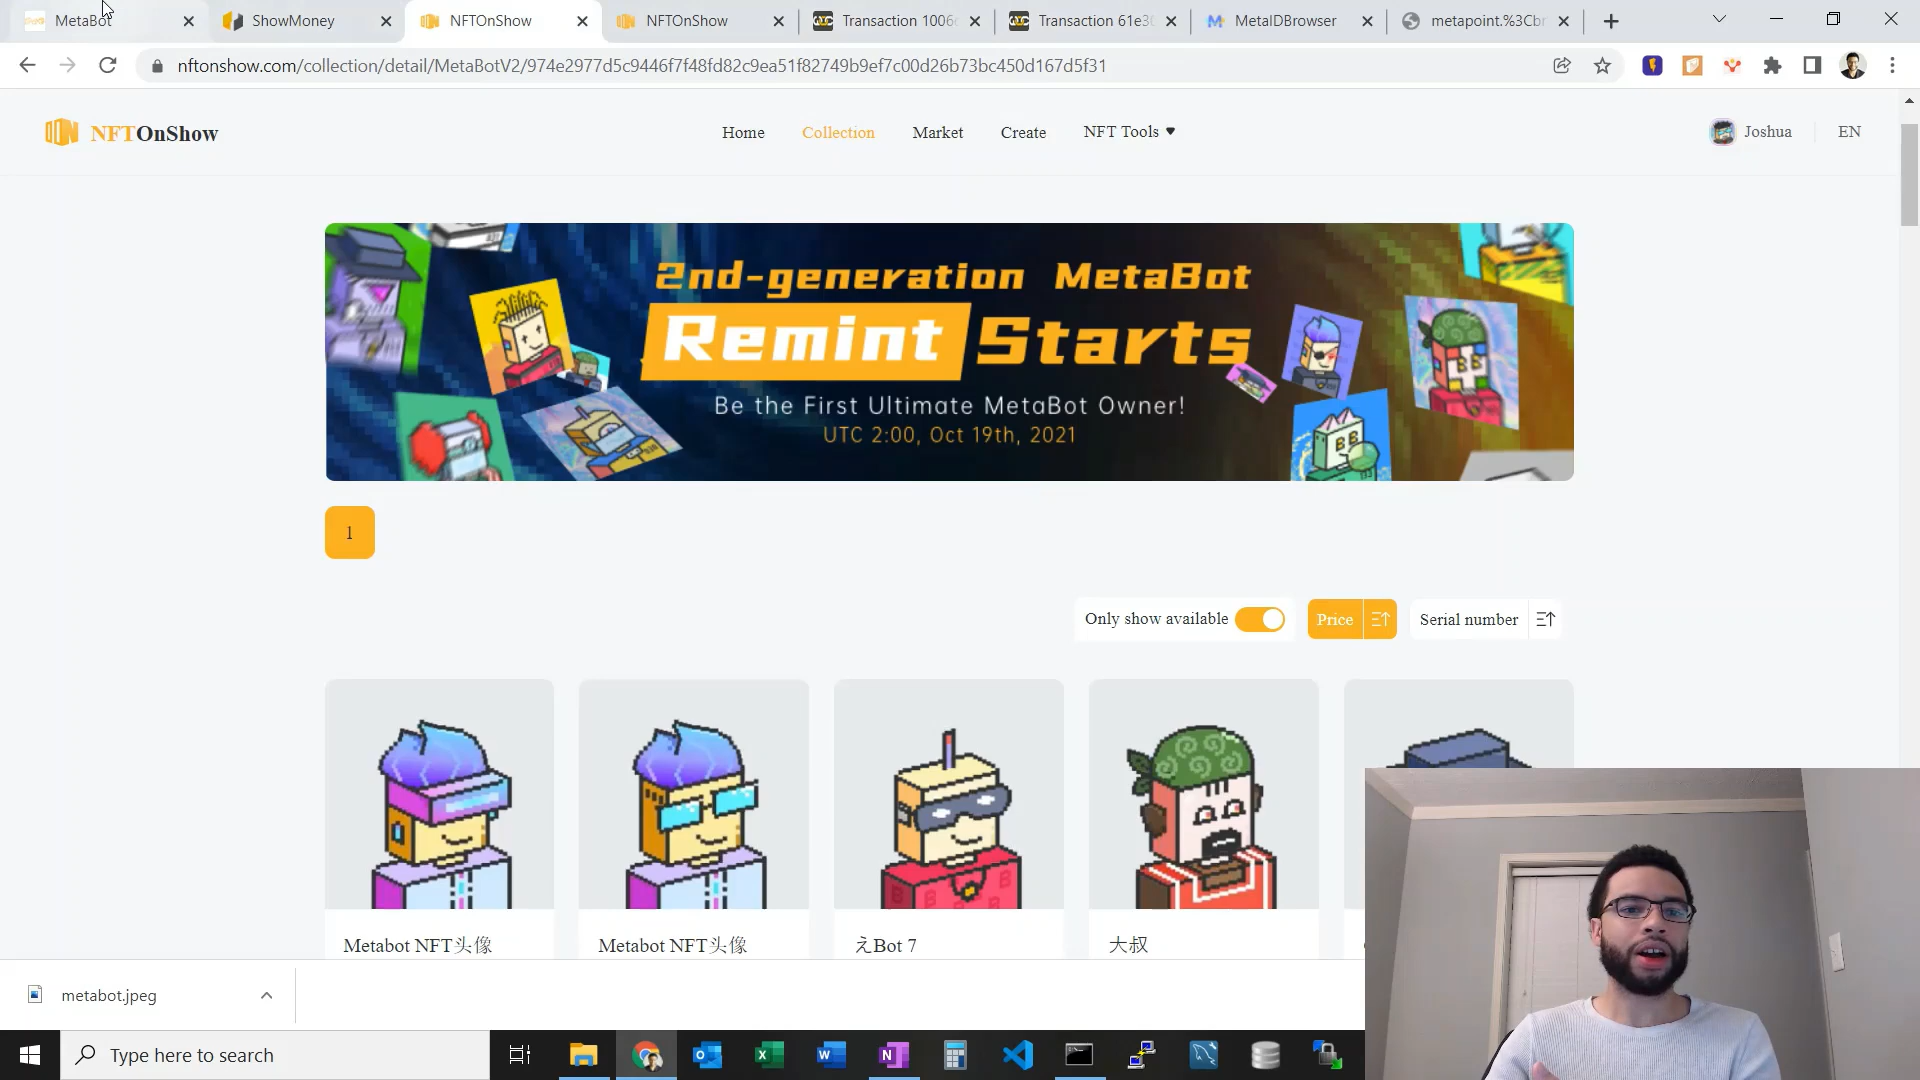 MetaBot
ShowMoney
NFTOnShow
NFTOnShow
Transaction 1006
Transaction 61e3
MetaIDBrowser
metapoint.%3Cbr
nftonshow.com/collection/detail/MetaBotV2/974e2977d5c9446f7f48fd82c9ea51f82749b9ef7c00d26b73bc450d167d5f31
NFTOnShow
Home
Collection
Market
Create
NFT Tools
Joshua
EN
2nd-generation MetaBot
Remint Starts
Be the First Ultimate MetaBot Owner!
UTC 2:00, Oct 19th, 2021
1
Only show available
Price
Serial number
Metabot NFT头像
Metabot NFT头像
えBot 7
大叔
metabot.jpeg
Type here to search